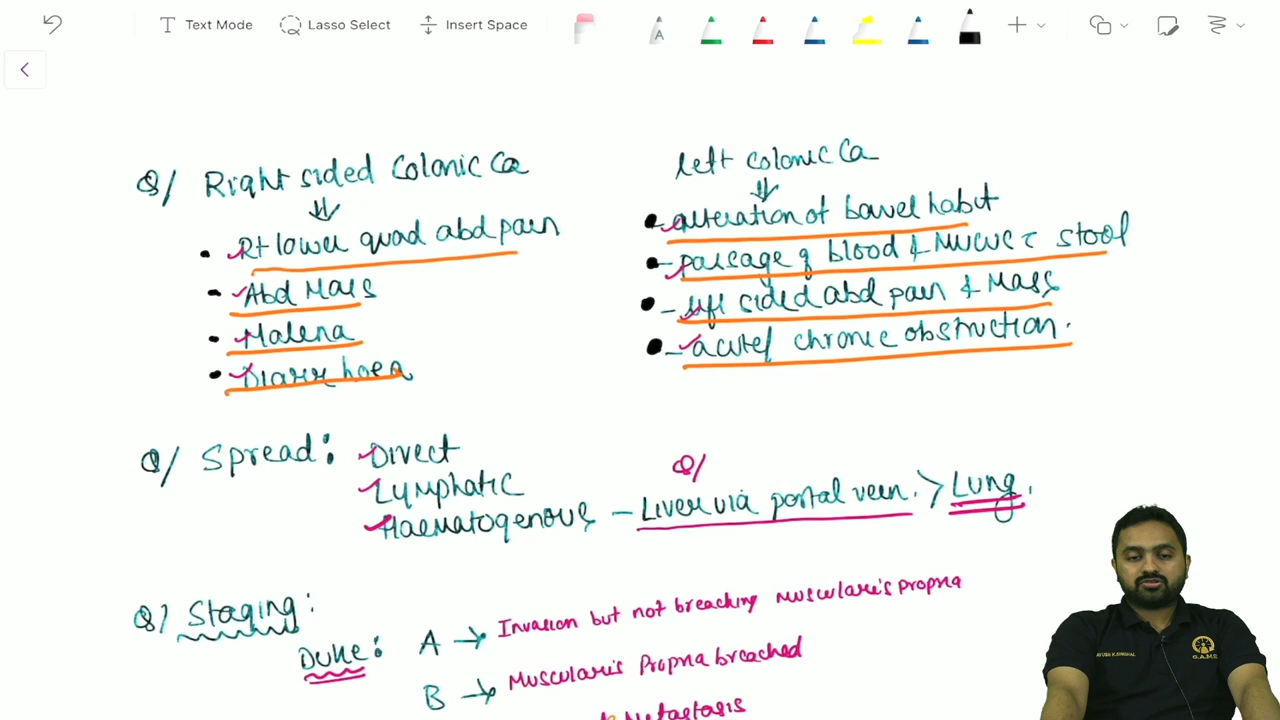 Text Mode
Lasso Select
Insert Space
Q/ Right sided Colonic Ca
Rt lower quad abd pain
Abd Mass
Malena
Diarrhoea
left colonic Ca
alteration of bowel habit
passage of blood & Mucus c stool
left sided abd pain & Mass
acute/ chronic obstruction.
Q/ Spread: Direct
Lymphatic
Q/
Haematogenous - Liver via portal vein. > Lung.
Q/ Staging:
Duke: A → Invasion but not breaching Muscularis Propria
B → Muscularis Propria breached
Metastasis
AYUSH K.SINGHAL
G.A.M.S